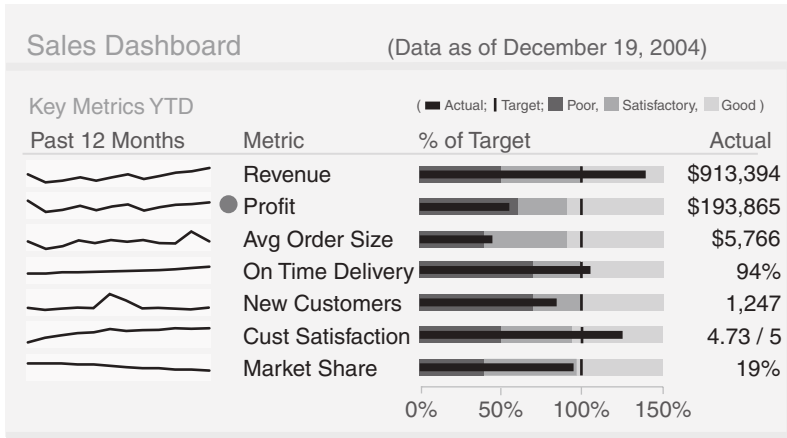 Sales Dashboard (Data as of December 19, 2004)
Key Metrics YTD ( Actual; Target; Poor, Satisfactory, Good )
Past 12 Months Metric % of Target Actual
Revenue $913,394
Profit $193,865
Avg Order Size $5,766
On Time Delivery 94%
New Customers 1,247
Cust Satisfaction 4.73 / 5
Market Share 19%
0% 50% 100% 150%